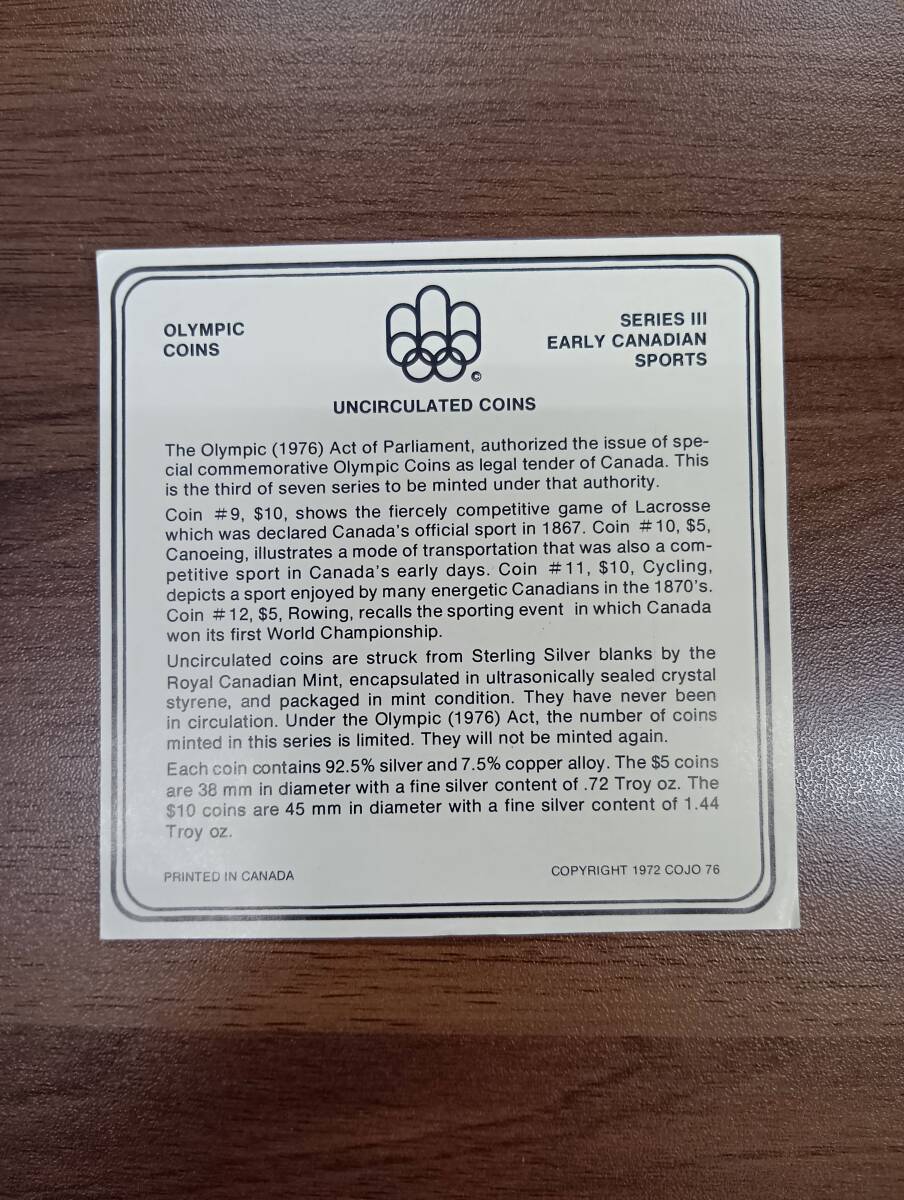 OLYMPIC
COINS
SERIES III
EARLY CANADIAN
SPORTS
©
UNCIRCULATED COINS
The Olympic (1976) Act of Parliament, authorized the issue of spe-
cial commemorative Olympic Coins as legal tender of Canada. This
is the third of seven series to be minted under that authority.
Coin #9, $10, shows the fiercely competitive game of Lacrosse
which was declared Canada's official sport in 1867. Coin #10, $5,
Canoeing, illustrates a mode of transportation that was also a com-
petitive sport in Canada's early days. Coin #11, $10, Cycling,
depicts a sport enjoyed by many energetic Canadians in the 1870's.
Coin #12, $5, Rowing, recalls the sporting event in which Canada
won its first World Championship.
Uncirculated coins are struck from Sterling Silver blanks by the
Royal Canadian Mint, encapsulated in ultrasonically sealed crystal
styrene, and packaged in mint condition. They have never been
in circulation. Under the Olympic (1976) Act, the number of coins
minted in this series is limited. They will not be minted again.
Each coin contains 92.5% silver and 7.5% copper alloy. The $5 coins
are 38 mm in diameter with a fine silver content of .72 Troy oz. The
$10 coins are 45 mm in diameter with a fine silver content of 1.44
Troy oz.
PRINTED IN CANADA
COPYRIGHT 1972 COJO 76